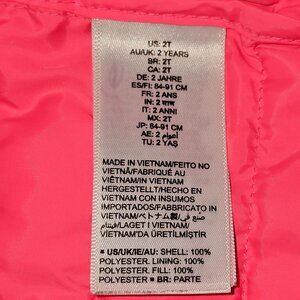 US: 2T
AU/UK: 2 YEARS
BR: 2T
CA: 2T
DE: 2 JAHRE
ES/FI: 84-91 CM
FR: 2 ANS
IN: 2
IT: 2 ANNI
MX: 2T
JP: 84-91 CM
AE: 2 أعوام
TU: 2 YAŞ
MADE IN VIETNAM/FEITO NO
VIETNÃ/FABRIQUÉ AU
VIÊTNAM/IN VIETNAM
HERGESTELLT/HECHO EN
VIETNAM CON INSUMOS
IMPORTADOS/FABBRICATO IN
VIETNAM/ベトナム製/صنع في
فيتنام/LAGET I VIETNAM/
VIETNAM'DA ÜRETİLMİŞTİR
■ US/UK/IE/AU: SHELL: 100%
POLYESTER. LINING: 100%
POLYESTER. FILL: 100%
POLYESTER ■ BR: PARTE